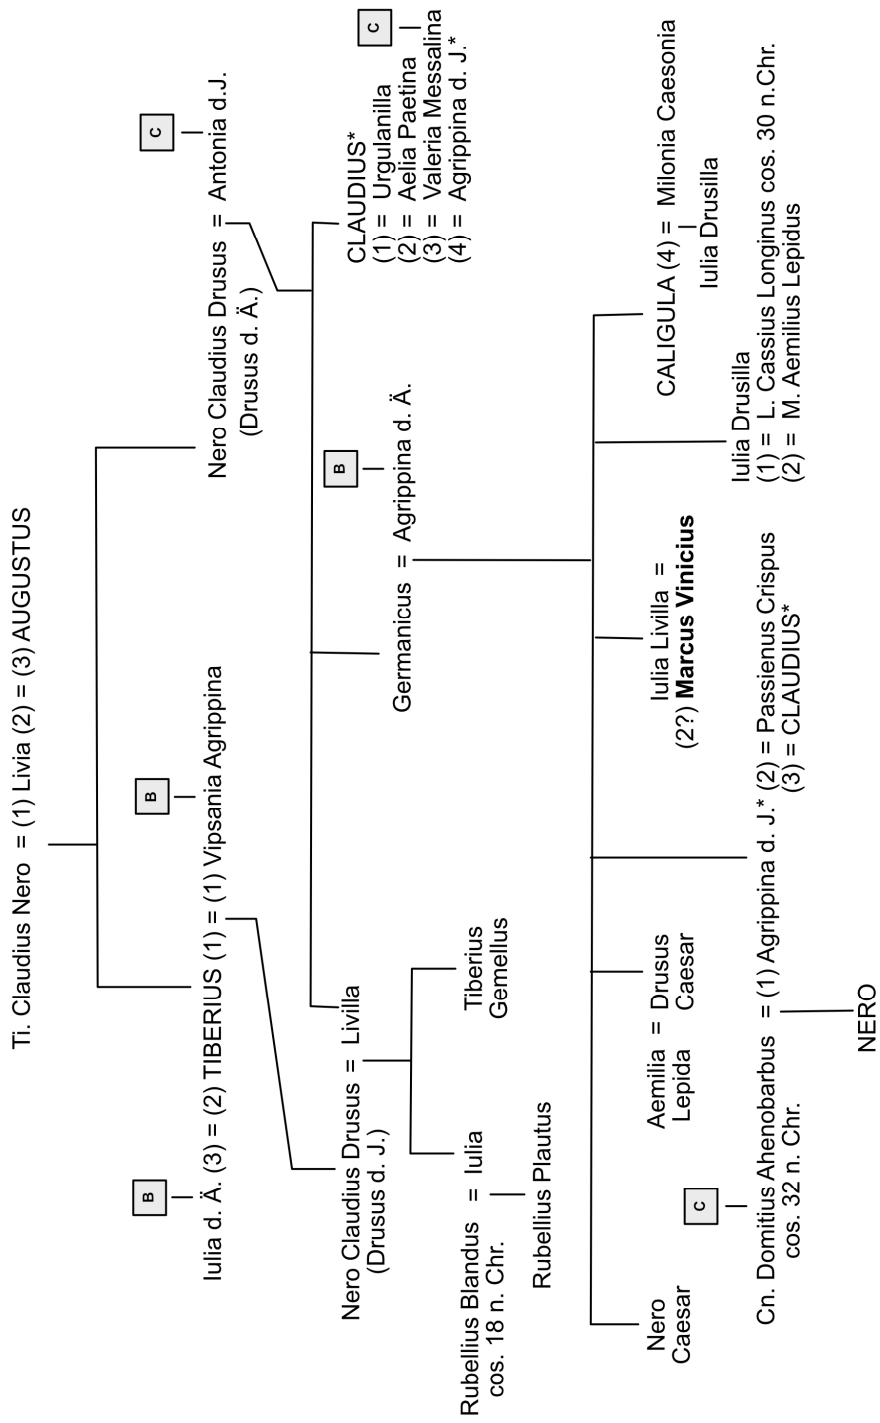 Ti. Claudius Nero = (1) Livia (2) = (3) AUGUSTUS
B
B
C
Iulia d. Ä. (3) = (2) TIBERIUS (1) = (1) Vipsania Agrippina
Nero Claudius Drusus = Antonia d.J.
(Drusus d. Ä.)
Nero Claudius Drusus = Livilla
(Drusus d. J.)
B
Germanicus = Agrippina d. Ä.
C
CLAUDIUS*
(1) = Urgulanilla
(2) = Aelia Paetina
(3) = Valeria Messalina
(4) = Agrippina d. J.*
Rubellius Blandus = Iulia
cos. 18 n. Chr.
Tiberius
Gemellus
Rubellius Plautus
Nero
Caesar
Aemilia = Drusus
Lepida Caesar
Iulia Livilla =
(2?) Marcus Vinicius
CALIGULA (4) = Milonia Caesonia
Iulia Drusilla
Iulia Drusilla
(1) = L. Cassius Longinus cos. 30 n.Chr.
(2) = M. Aemilius Lepidus
C
Cn. Domitius Ahenobarbus = (1) Agrippina d. J.* (2) = Passienus Crispus
cos. 32 n. Chr.
(3) = CLAUDIUS*
NERO